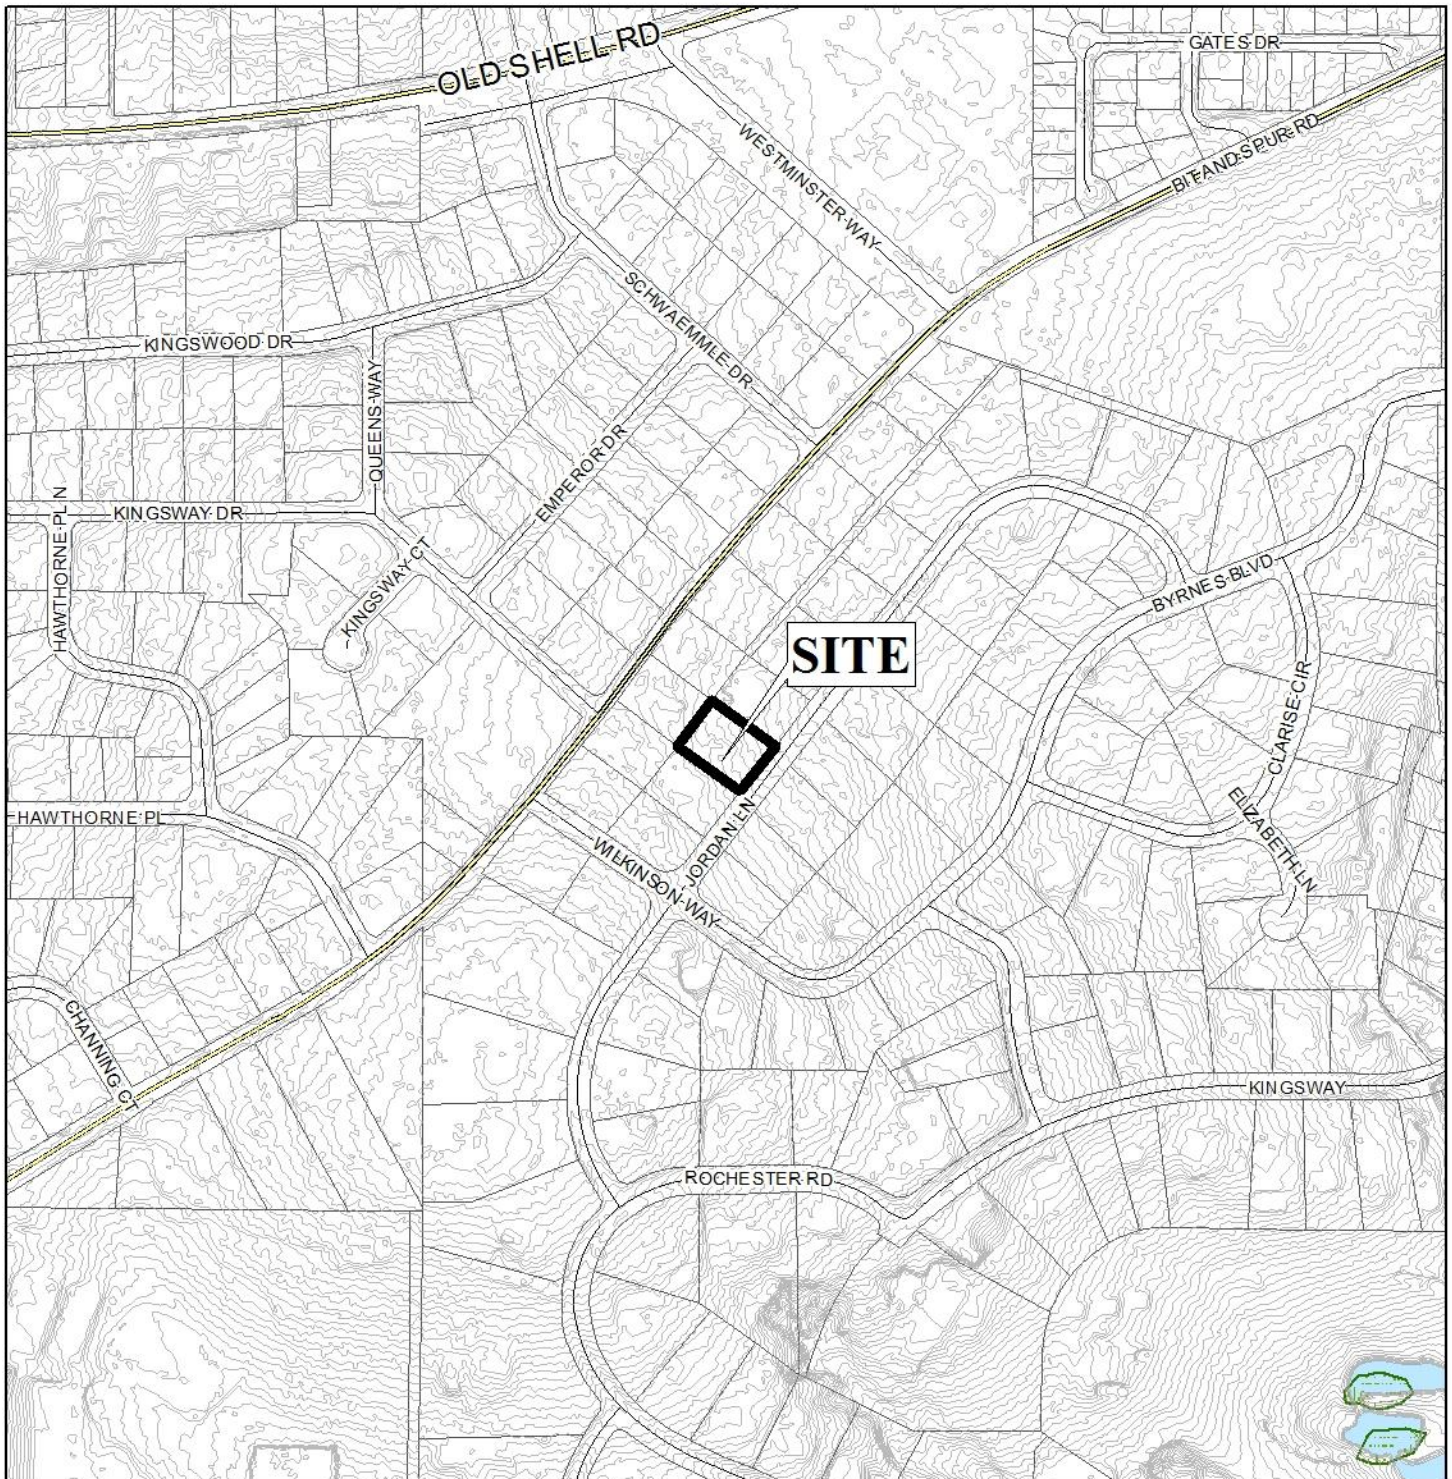 OLD SHELL RD
GATES DR
WESTMINSTER WAY
BIT AND SPUR RD
SCHWAEMMLE DR
KINGSWOOD DR
QUEENS WAY
EMPEROR DR
KINGSWAY DR
HAWTHORNE PL N
KINGSWAY CT
BYRNES BLVD
SITE
CLARISE CIR
HAWTHORNE PL
ELIZABETH LN
JORDAN LN
WILKINSON WAY
CHANNING CT
KINGSWAY
ROCHESTER RD